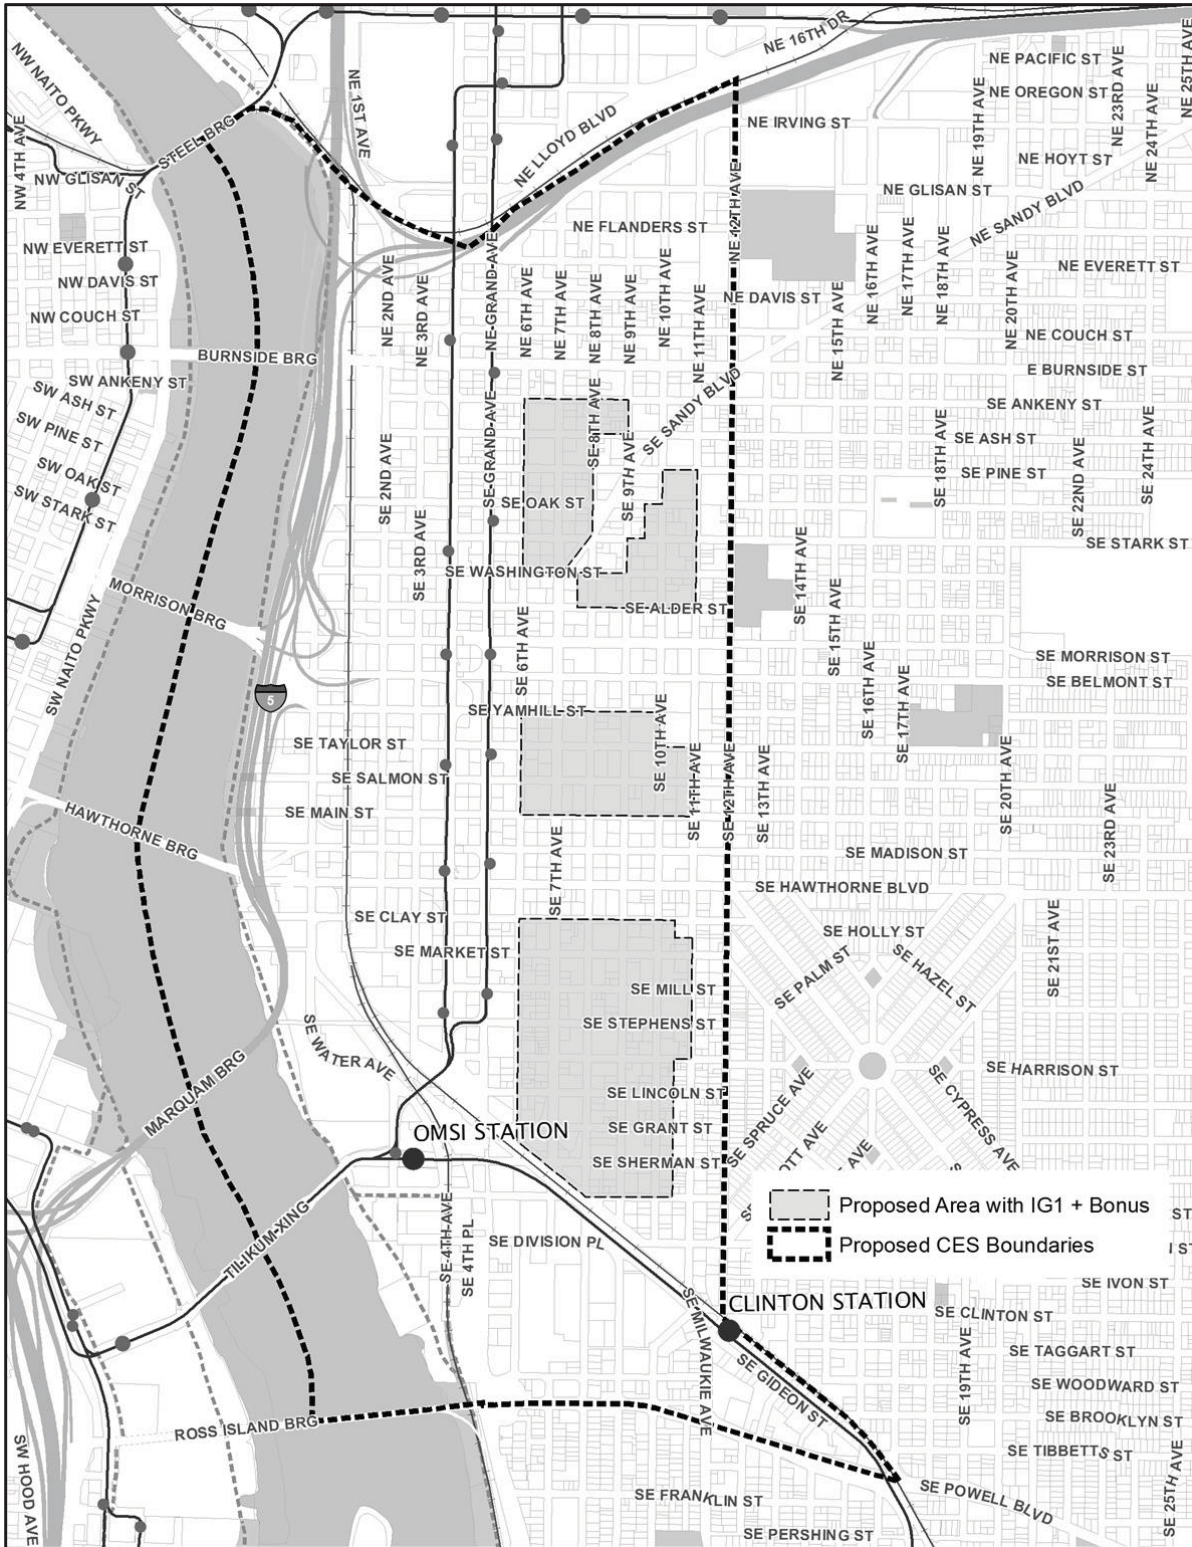 NE 16TH DR
NE PACIFIC ST
NE OREGON ST
NE 19TH AVE
NE 23RD AVE
NE 24TH AVE
NE 25TH AVE
NW NAITO PKWY
NW 4TH AVE
STEEL BRG
NE 1ST AVE
NE LLOYD BLVD
NE IRVING ST
NE HOYT ST
NW GLISAN ST
NE GLISAN ST
NE SANDY BLVD
NE 12TH AVE
NE FLANDERS ST
NW EVERETT ST
NE EVERETT ST
NW DAVIS ST
NE DAVIS ST
NW COUCH ST
NE COUCH ST
NE 2ND AVE
NE 3RD AVE
NE GRAND AVE
NE 6TH AVE
NE 7TH AVE
NE 8TH AVE
NE 9TH AVE
NE 10TH AVE
NE 11TH AVE
NE 15TH AVE
NE 16TH AVE
NE 17TH AVE
NE 18TH AVE
NE 20TH AVE
BURNSIDE BRG
E BURNSIDE ST
SW ANKENY ST
SE ANKENY ST
SW ASH ST
SE ASH ST
SW PINE ST
SE PINE ST
SW OAK ST
SE OAK ST
SW STARK ST
SE STARK ST
SE 2ND AVE
SE 3RD AVE
SE GRAND AVE
SE 8TH AVE
SE 9TH AVE
SE SANDY BLVD
SE 18TH AVE
SE 22ND AVE
SE 24TH AVE
SE WASHINGTON ST
SE ALDER ST
MORRISON BRG
SW NAITO PKWY
SE 14TH AVE
SE 15TH AVE
SE 16TH AVE
SE 17TH AVE
SE MORRISON ST
SE BELMONT ST
5
SE 6TH AVE
SE YAMHILL ST
SE TAYLOR ST
SE SALMON ST
SE MAIN ST
SE 10TH AVE
SE 11TH AVE
SE 12TH AVE
SE 13TH AVE
SE 20TH AVE
SE 23RD AVE
HAWTHORNE BRG
SE 7TH AVE
SE MADISON ST
SE HAWTHORNE BLVD
SE CLAY ST
SE MARKET ST
SE HOLLY ST
SE PALM ST
SE HAZEL ST
SE 21ST AVE
SE MILL ST
SE STEPHENS ST
SE WATER AVE
MARQUAM BRG
SE HARRISON ST
SE LINCOLN ST
SE SPRUCE AVE
SE CYPRESS AVE
SE GRANT ST
OMSI STATION
SE SHERMAN ST
OTT AVE
AVE
Proposed Area with IG1 + Bonus
Proposed CES Boundaries
TILIKUM XING
SE 4TH AVE
SE 4TH PL
SE DIVISION PL
SE IVON ST
CLINTON STATION
SE CLINTON ST
SE MILWAUKIE AVE
SE GIDEON ST
SE 19TH AVE
SE TAGGART ST
SE WOODWARD ST
SE BROOKLYN ST
SE TIBBETTS ST
ROSS ISLAND BRG
SW HOOD AVE
SE FRANKLIN ST
SE POWELL BLVD
SE 25TH AVE
SE PERSHING ST